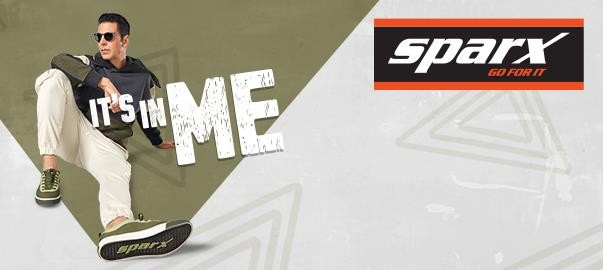 IT'S IN ME
sparx
GO FOR IT
sparx